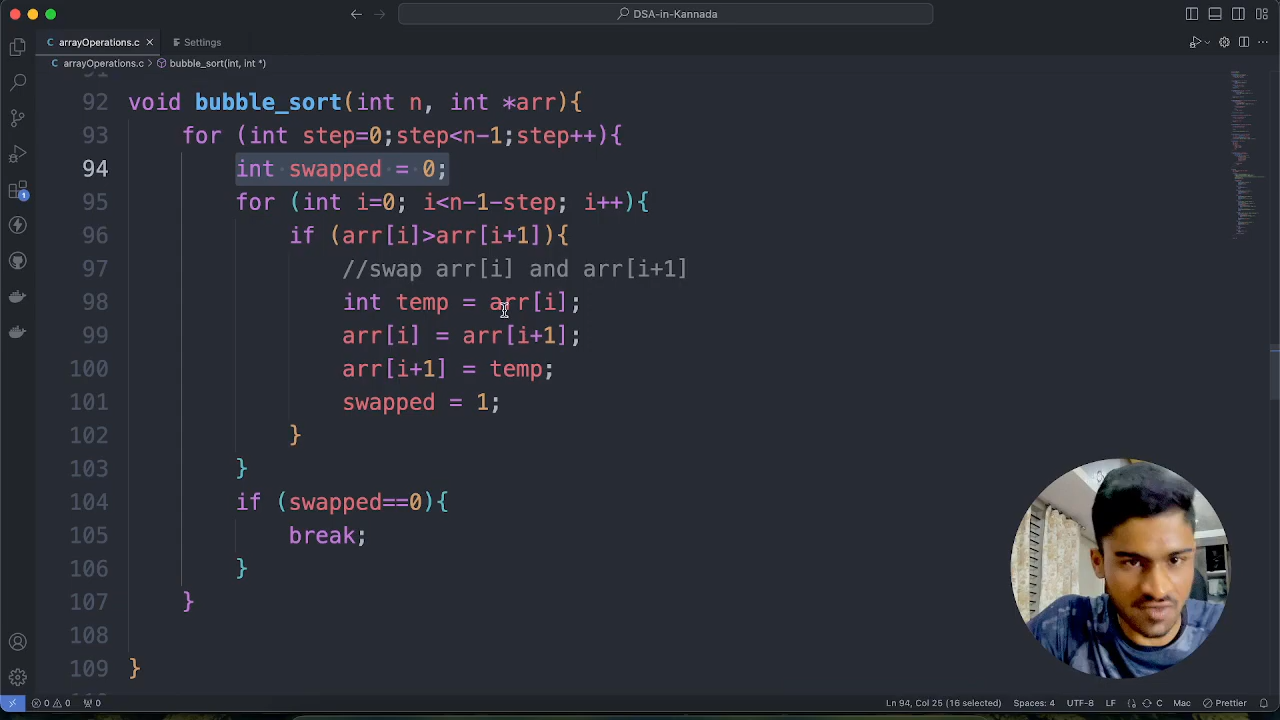 DSA-in-Kannada
C arrayOperations.c
Settings
C arrayOperations.c > bubble_sort(int, int *)
92 void bubble_sort(int n, int *arr){
93 for (int step=0;step<n-1;step++){
94 int swapped = 0;
95 for (int i=0; i<n-1-step; i++){
96 if (arr[i]>arr[i+1]){
97 //swap arr[i] and arr[i+1]
98 int temp = arr[i];
99 arr[i] = arr[i+1];
100 arr[i+1] = temp;
101 swapped = 1;
102 }
103 }
104 if (swapped==0){
105 break;
106 }
107 }
108
109 }
1
0 0 0 Ln 94, Col 25 (16 selected) Spaces: 4 UTF-8 LF {} C Mac Prettier